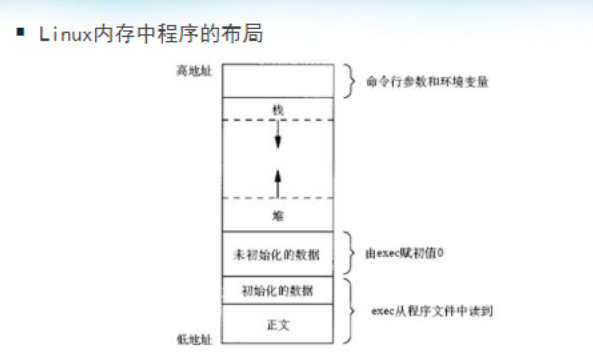 Linux内存中程序的布局
高地址
命令行参数和环境变量
栈
堆
未初始化的数据
由exec赋初值0
初始化的数据
exec从程序文件中读到
正文
低地址